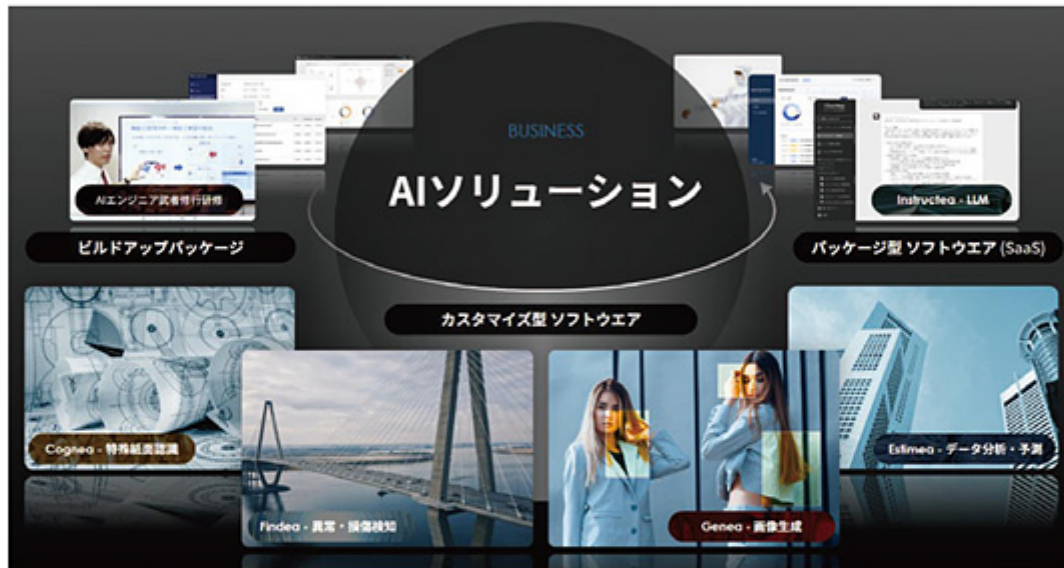 BUSINESS
AIソリューション
AIエンジニア武者修行研修
Instructea - LLM
ビルドアップパッケージ
パッケージ型 ソフトウエア (SaaS)
カスタマイズ型 ソフトウエア
Cognea - 特殊紙面認識
Estimea - データ分析・予測
Findea - 異常・損傷検知
Genea - 画像生成